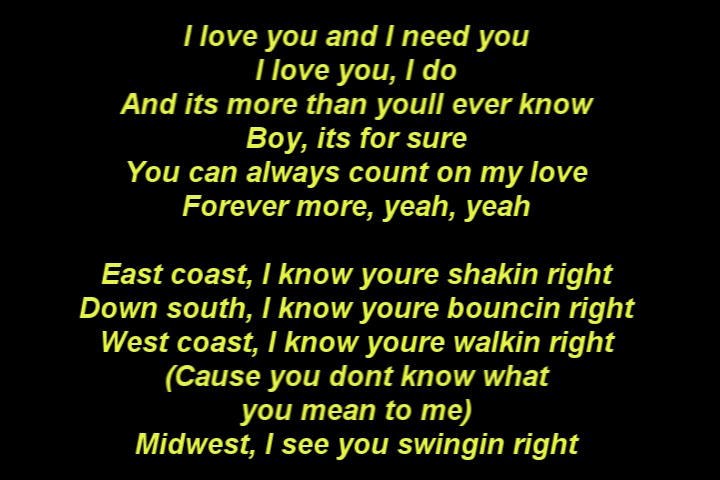 I love you and I need you
I love you, I do
And its more than youll ever know
Boy, its for sure
You can always count on my love
Forever more, yeah, yeah
East coast, I know youre shakin right
Down south, I know youre bouncin right
West coast, I know youre walkin right
(Cause you dont know what
you mean to me)
Midwest, I see you swingin right